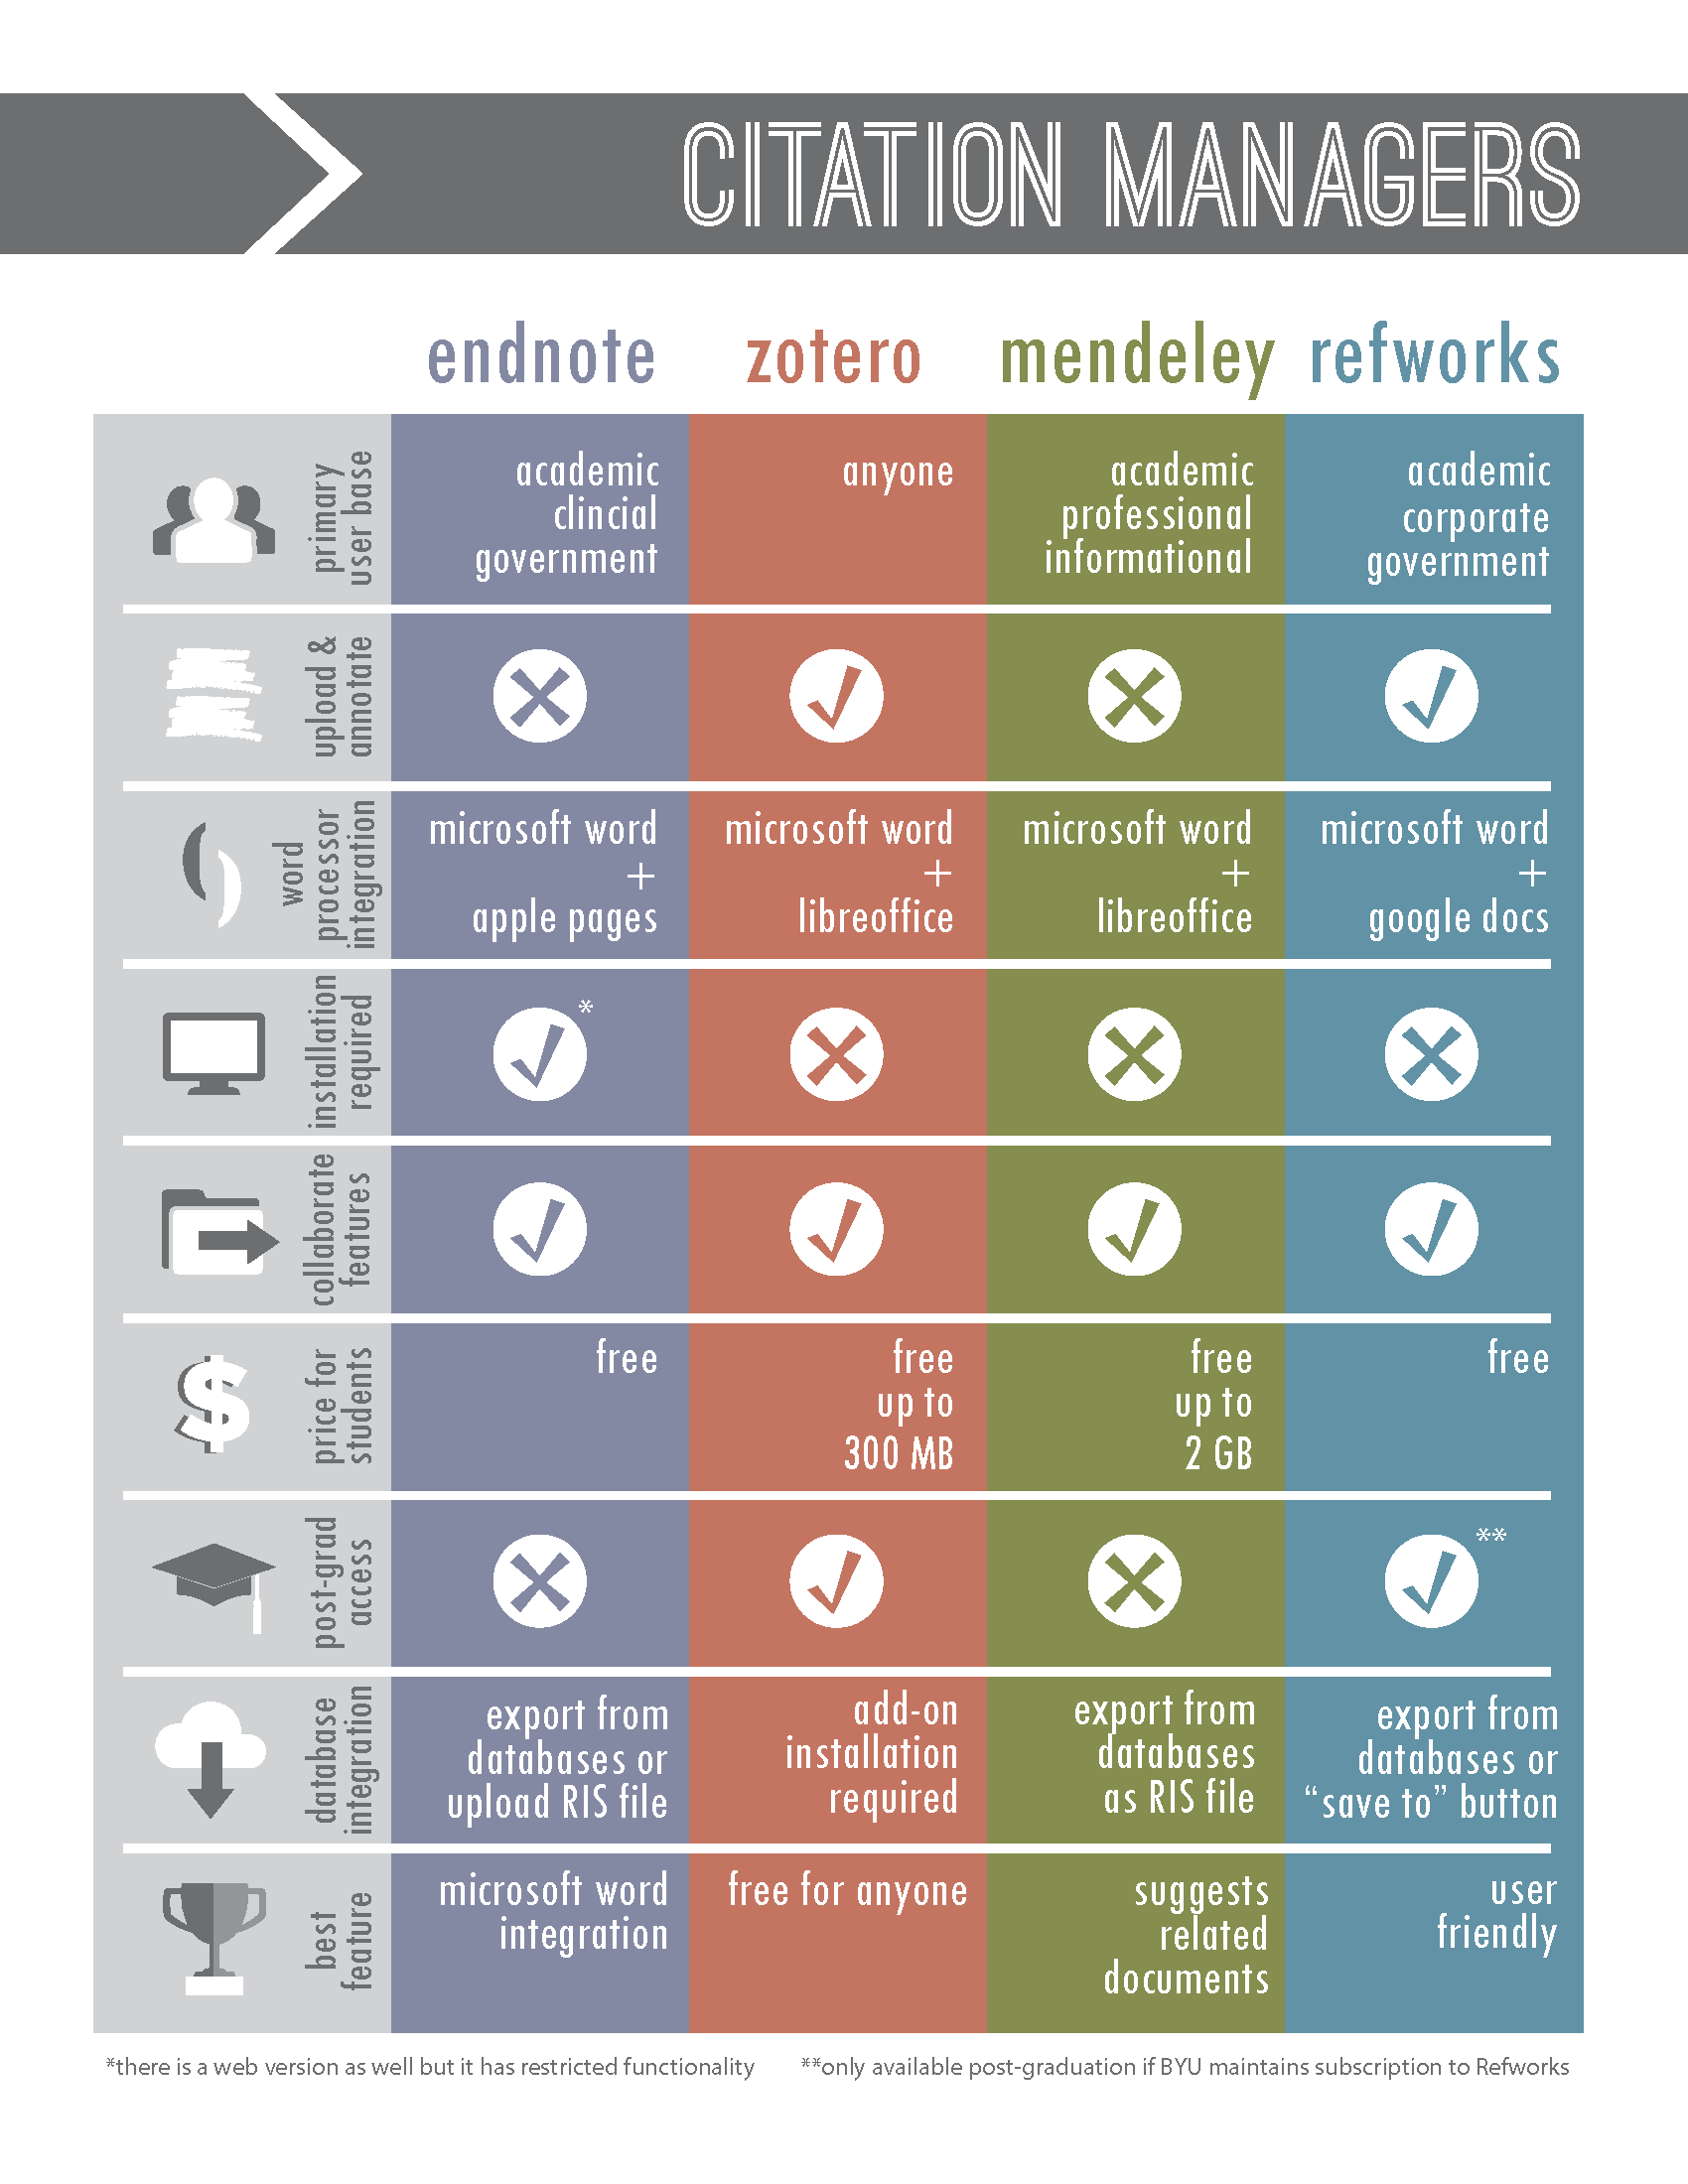 CITATION MANAGERS
endnote zotero mendeley refworks
primary
user base
academic
clincial
government
anyone
academic
professional
informational
academic
corporate
government
upload &
annotate
word
processor
integration
microsoft word
+
apple pages
microsoft word
+
libreoffice
microsoft word
+
libreoffice
microsoft word
+
google docs
installation
required
*
collaborate
features
price for
students
$
free
free
up to
300 MB
free
up to
2 GB
free
post-grad
access
**
database
integration
export from
databases or
upload RIS file
add-on
installation
required
export from
databases
as RIS file
export from
databases or
“save to” button
best
feature
microsoft word
integration
free for anyone
suggests
related
documents
user
friendly
*there is a web version as well but it has restricted functionality
**only available post-graduation if BYU maintains subscription to Refworks